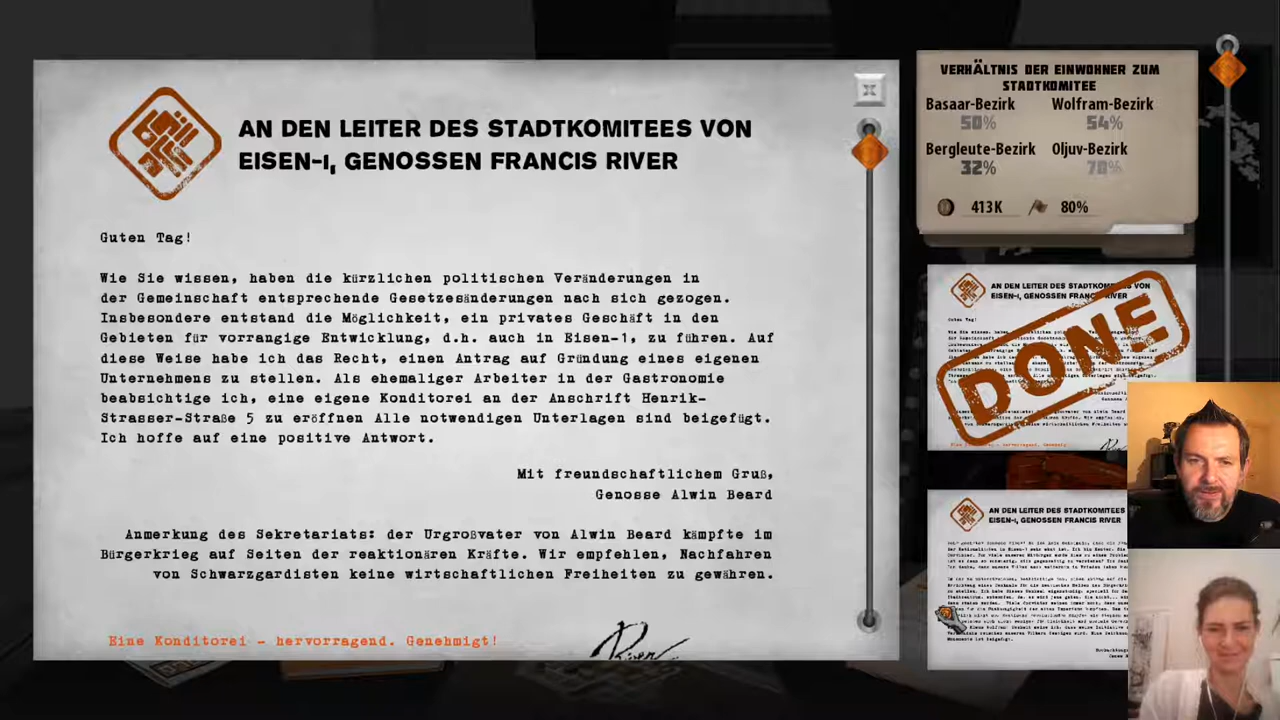 AN DEN LEITER DES STADTKOMITEES VON
EISEN-1, GENOSSEN FRANCIS RIVER
Guten Tag!
Wie Sie wissen, haben die kürzlichen politischen Veränderungen in
der Gemeinschaft entsprechende Gesetzesänderungen nach sich gezogen.
Insbesondere entstand die Möglichkeit, ein privates Geschäft in den
Gebieten für vorrangige Entwicklung, d.h. auch in Eisen-1, zu führen. Auf
diese Weise habe ich das Recht, einen Antrag auf Gründung eines eigenen
Unternehmens zu stellen. Als ehemaliger Arbeiter in der Gastronomie
beabsichtige ich, eine eigene Konditorei an der Anschrift Henrik-
Strasser-Straße 5 zu eröffnen Alle notwendigen Unterlagen sind beigefügt.
Ich hoffe auf eine positive Antwort.
Mit freundschaftlichem Gruß,
Genosse Alwin Beard
Anmerkung des Sekretariats: der Urgroßvater von Alwin Beard kämpfte im
Bürgerkrieg auf Seiten der reaktionären Kräfte. Wir empfehlen, Nachfahren
von Schwarzgardisten keine wirtschaftlichen Freiheiten zu gewähren.
Eine Konditorei - hervorragend. Genehmigt!
River
VERHÄLTNIS DER EINWOHNER ZUM
STADTKOMITEE
Basaar-Bezirk Wolfram-Bezirk
50% 54%
Bergleute-Bezirk Oljuv-Bezirk
32% 70%
413K 80%
AN DEN LEITER DES STADTKOMITEES VON
EISEN-1, GENOSSEN FRANCIS RIVER
Guten Tag!
DONE
AN DEN LEITER DES STADTKOMITEES
EISEN-1, GENOSSEN FRANCIS RIVER